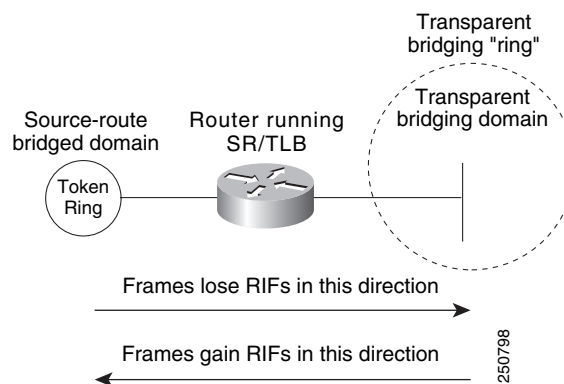 Transparent
bridging "ring"
Transparent
bridging domain
Source-route
bridged domain
Router running
SR/TLB
Token
Ring
Frames lose RIFs in this direction
Frames gain RIFs in this direction
250798